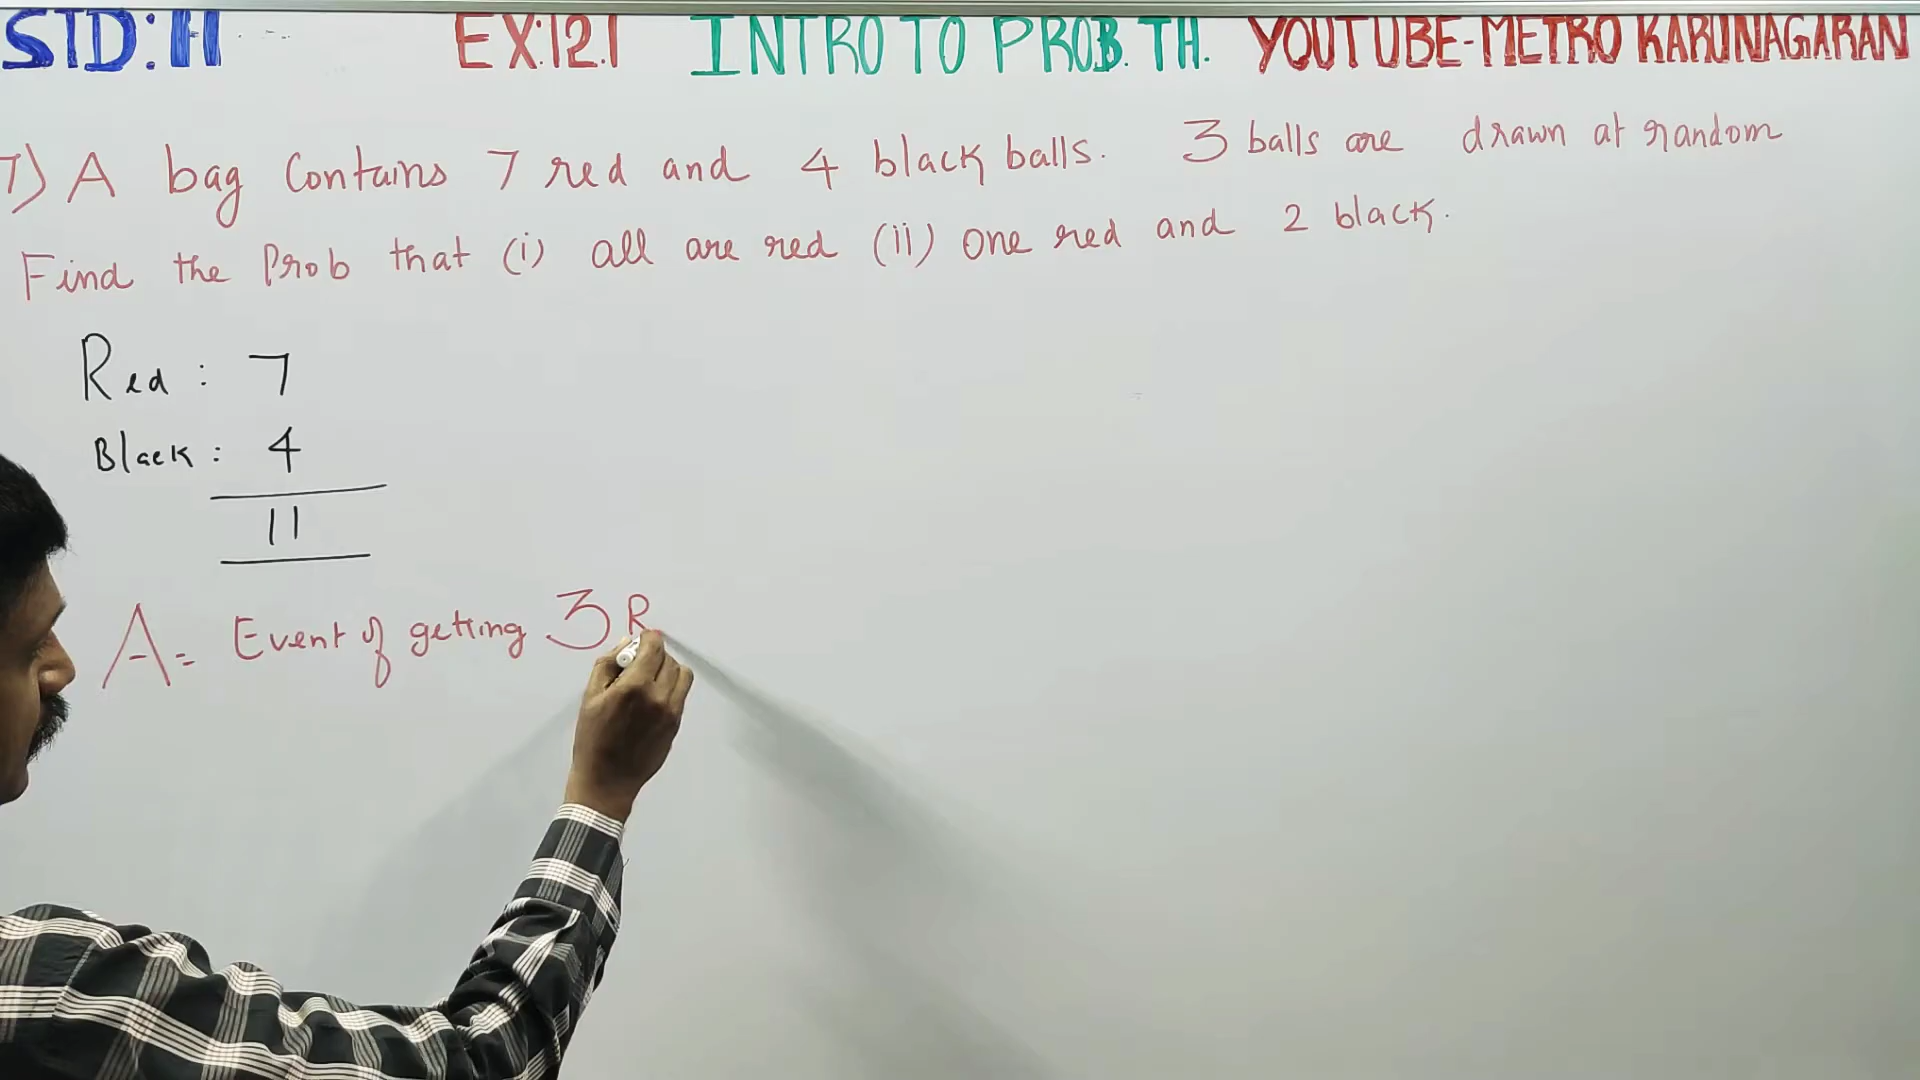 STD:11 EX:12.1 INTRO TO PROB. TH. YOUTUBE-METRO KARUNAGARAN
7) A bag contains 7 red and 4 black balls. 3 balls are drawn at random
Find the Prob that (i) all are red (ii) one red and 2 black.
Red : 7
Black : 4
11
A = Event of getting 3 R